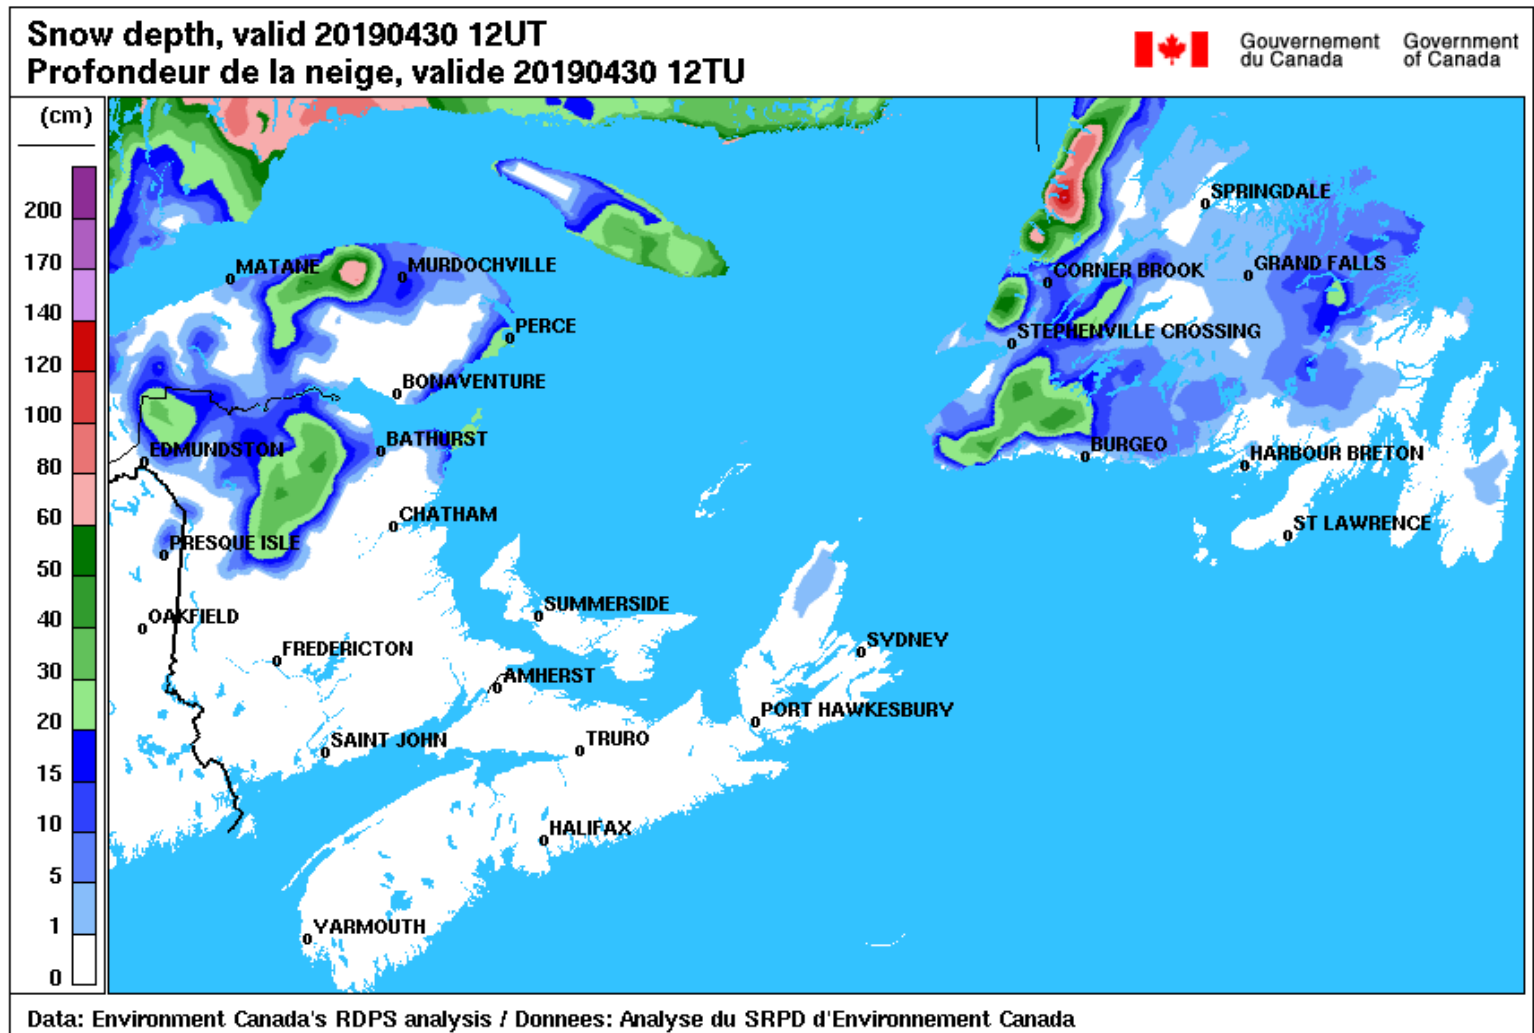 Snow depth, valid 20190430 12UT
Profondeur de la neige, valide 20190430 12TU
Gouvernement du Canada
Government of Canada
(cm)
200
170
140
120
100
80
60
50
40
30
20
15
10
5
1
0
SPRINGDALE
MATANE
MURDOCHVILLE
CORNER BROOK
GRAND FALLS
PERCE
STEPHENVILLE CROSSING
BONAVENTURE
EDMUNDSTON
BATHURST
BURGEO
HARBOUR BRETON
CHATHAM
ST LAWRENCE
PRESQUE ISLE
OAKFIELD
SUMMERSIDE
FREDERICTON
SYDNEY
AMHERST
PORT HAWKESBURY
SAINT JOHN
TRURO
HALIFAX
YARMOUTH
Data: Environment Canada's RDPS analysis / Donnees: Analyse du SRPD d'Environnement Canada